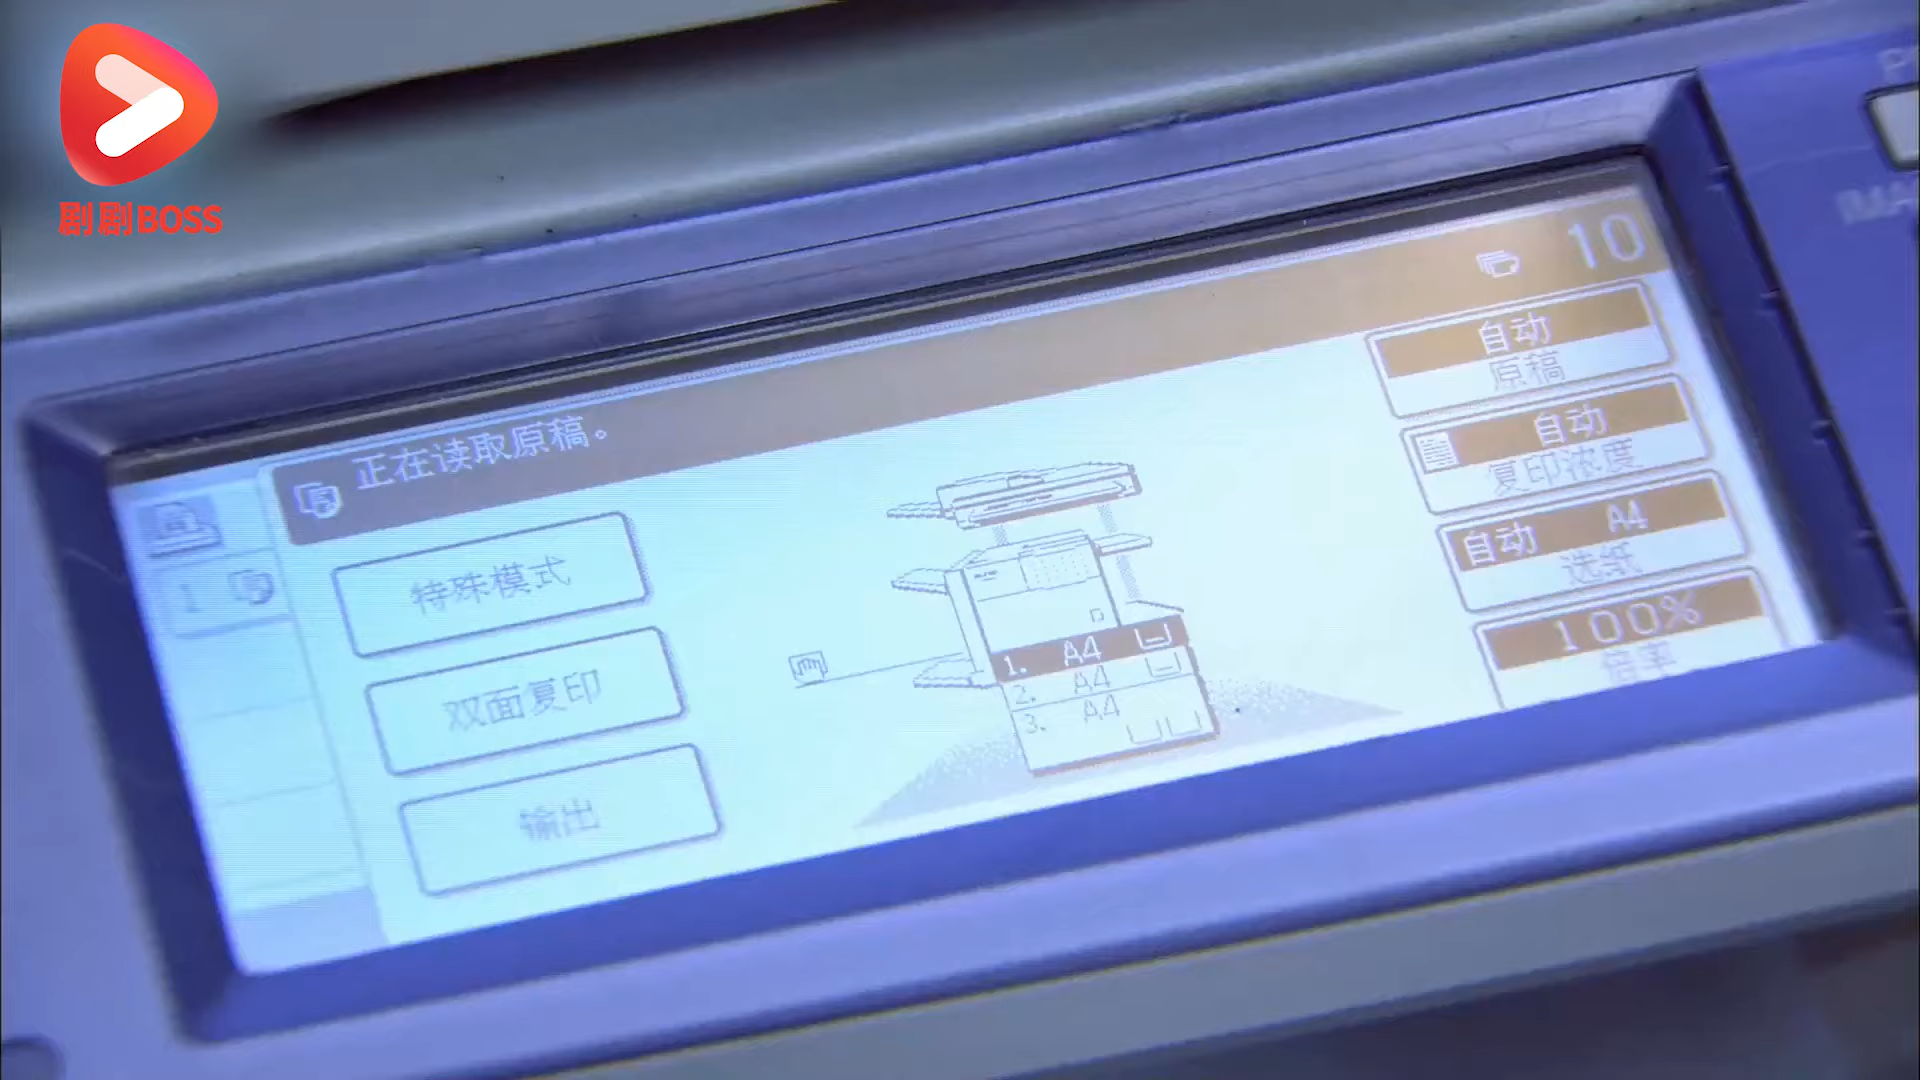 剧剧BOSS
10
正在读取原稿。
1
特殊模式
双面复印
输出
1. A4
2. A4
3. A4
自动
原稿
自动
复印浓度
自动 A4
选纸
100%
倍率